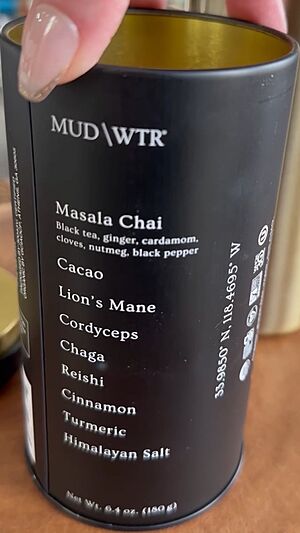 MUD\WTR®
Masala Chai
Black tea, ginger, cardamom,
cloves, nutmeg, black pepper
Cacao
Lion's Mane
Cordyceps
Chaga
Reishi
Cinnamon
Turmeric
Himalayan Salt
Net Wt. 6.4 oz. (180 g)
33.9850° N, 118.4695° W